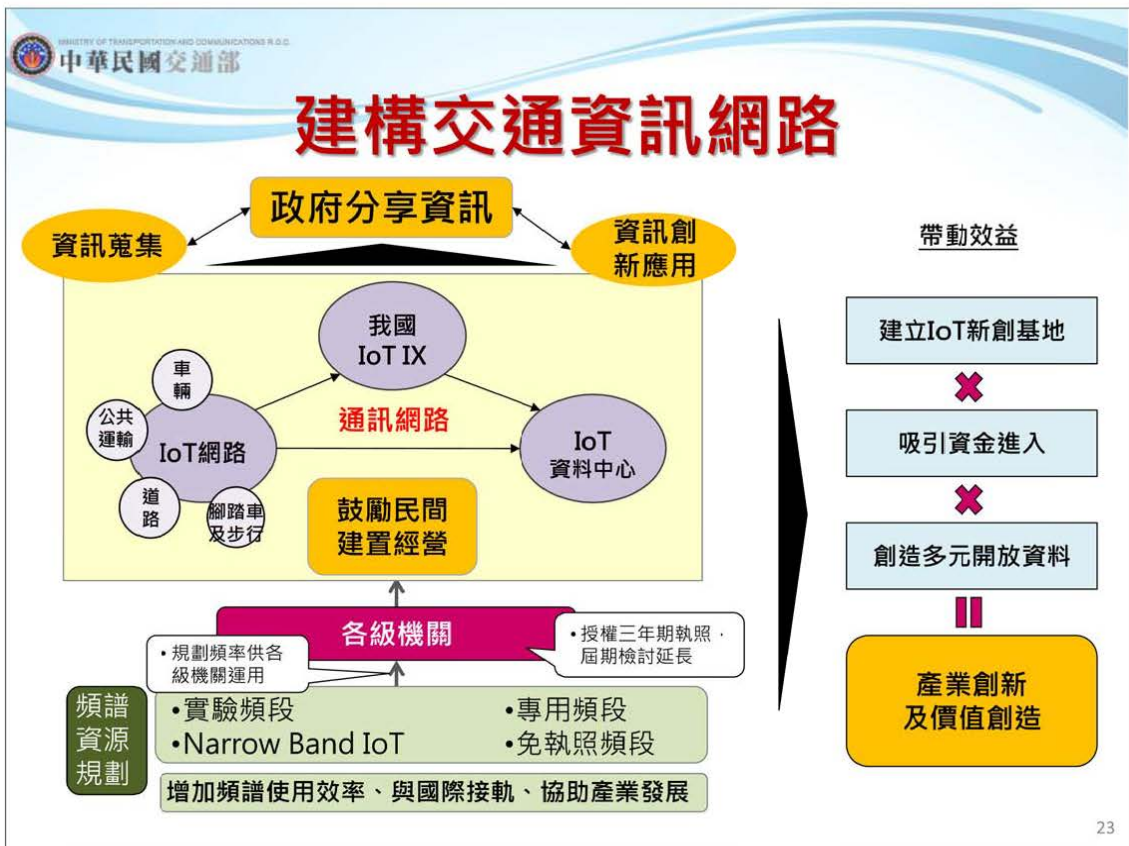 MINISTRY OF TRANSPORTATION AND COMMUNICATIONS R.O.C
中華民國交通部
建構交通資訊網路
政府分享資訊
資訊蒐集
資訊創
新應用
我國
IoT IX
車
輛
公共
運輸
IoT網路
道
路
腳踏車
及步行
通訊網路
IoT
資料中心
鼓勵民間
建置經營
各級機關
•規劃頻率供各
級機關運用
•授權三年期執照，
屆期檢討延長
頻譜
資源
規劃
•實驗頻段
•Narrow Band IoT
•專用頻段
•免執照頻段
增加頻譜使用效率、與國際接軌、協助產業發展
帶動效益
建立IoT新創基地
吸引資金進入
創造多元開放資料
產業創新
及價值創造
23